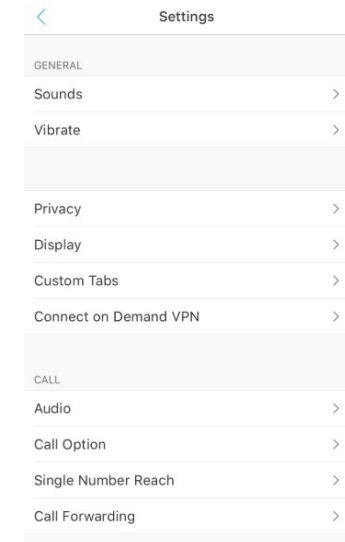 Settings
GENERAL
Sounds
Vibrate
Privacy
Display
Custom Tabs
Connect on Demand VPN
CALL
Audio
Call Option
Single Number Reach
Call Forwarding